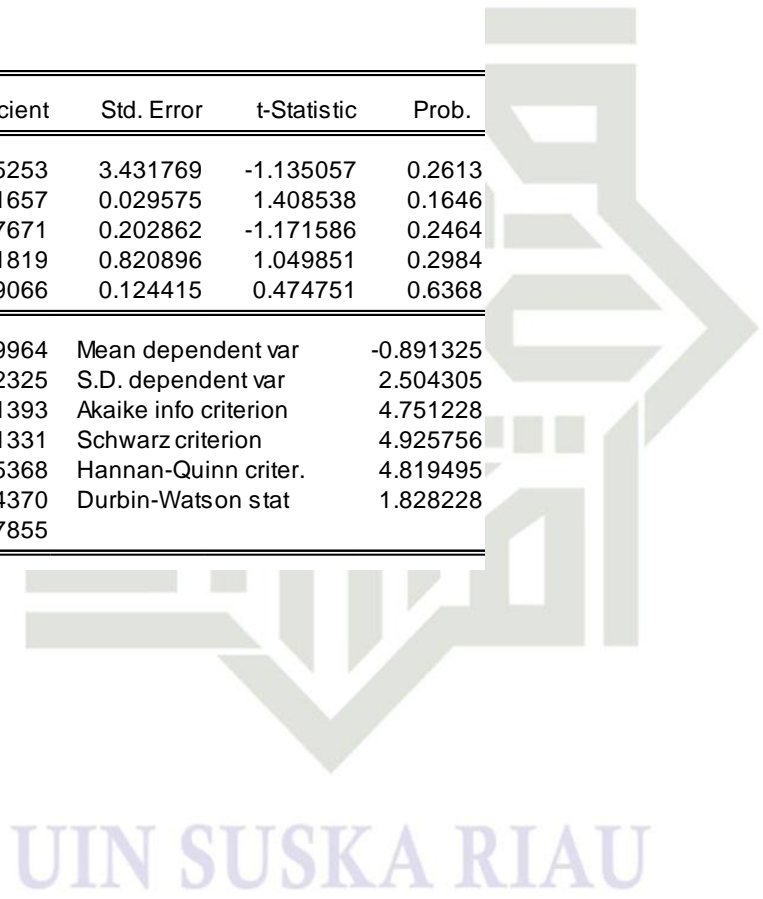 cient Std. Error t-Statistic Prob.
5253 3.431769 -1.135057 0.2613
1657 0.029575 1.408538 0.1646
7671 0.202862 -1.171586 0.2464
1819 0.820896 1.049851 0.2984
9066 0.124415 0.474751 0.6368
9964 Mean dependent var -0.891325
2325 S.D. dependent var 2.504305
1393 Akaike info criterion 4.751228
1331 Schwarz criterion 4.925756
5368 Hannan-Quinn criter. 4.819495
4370 Durbin-Watson stat 1.828228
7855
UIN SUSKA RIAU